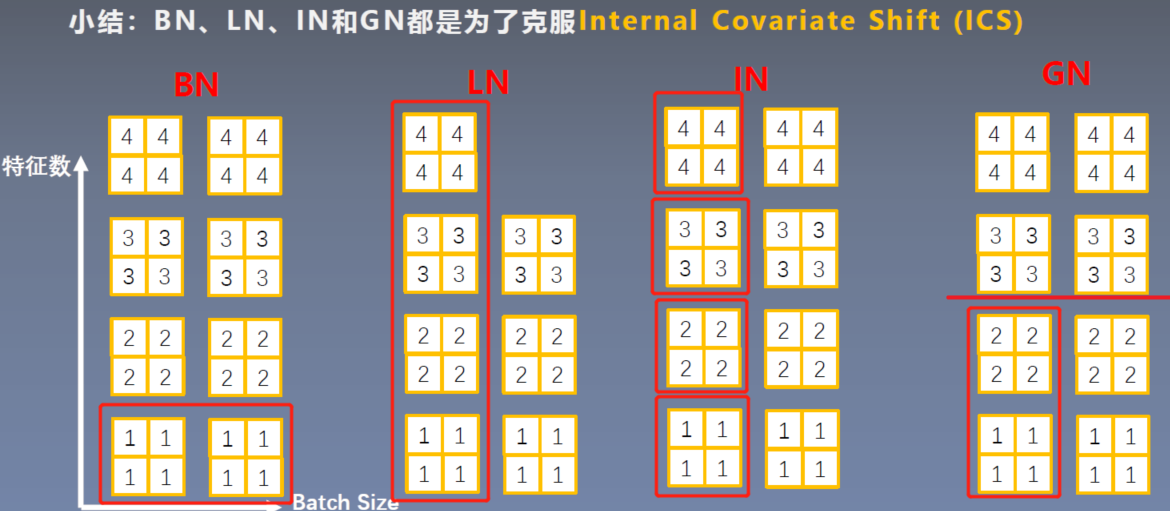 小结：BN、LN、IN和GN都是为了克服Internal Covariate Shift (ICS)
BN LN IN GN
4 4 4 4 4 4 4 4 4 4 4 4 4 4
4 4 4 4 4 4 4 4 4 4 4 4 4 4
特征数
3 3 3 3 3 3 3 3 3 3 3 3 3 3 3 3
3 3 3 3 3 3 3 3 3 3 3 3 3 3 3 3
2 2 2 2 2 2 2 2 2 2 2 2 2 2 2 2
2 2 2 2 2 2 2 2 2 2 2 2 2 2 2 2
1 1 1 1 1 1 1 1 1 1 1 1 1 1 1 1
1 1 1 1 1 1 1 1 1 1 1 1 1 1 1 1
Batch Size